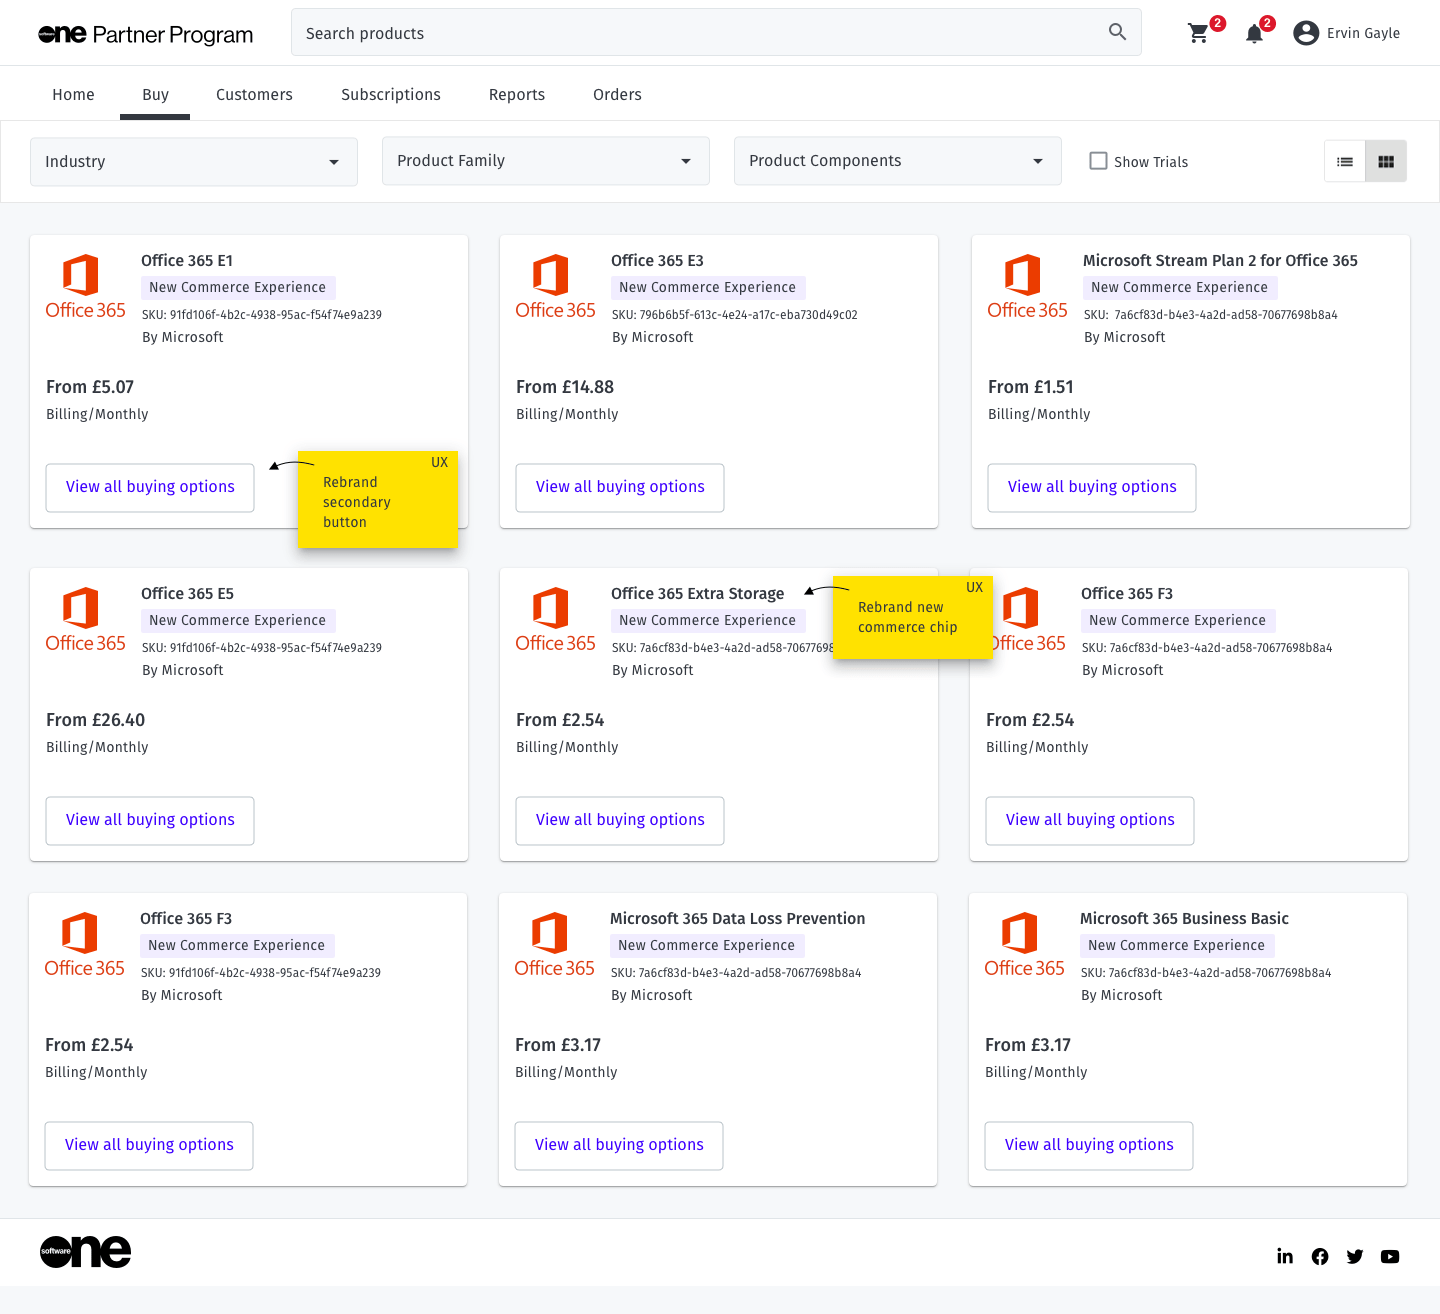 software one Partner Program
Search products
2
2
Ervin Gayle
Home
Buy
Customers
Subscriptions
Reports
Orders
Industry
Product Family
Product Components
Show Trials
Office 365
Office 365 E1
New Commerce Experience
SKU: 91fd106f-4b2c-4938-95ac-f54f74e9a239
By Microsoft
From £5.07
Billing/Monthly
View all buying options
UX
Rebrand
secondary
button
Office 365
Office 365 E3
New Commerce Experience
SKU: 796b6b5f-613c-4e24-a17c-eba730d49c02
By Microsoft
From £14.88
Billing/Monthly
View all buying options
Office 365
Microsoft Stream Plan 2 for Office 365
New Commerce Experience
SKU: 7a6cf83d-b4e3-4a2d-ad58-70677698b8a4
By Microsoft
From £1.51
Billing/Monthly
View all buying options
Office 365
Office 365 E5
New Commerce Experience
SKU: 91fd106f-4b2c-4938-95ac-f54f74e9a239
By Microsoft
From £26.40
Billing/Monthly
View all buying options
Office 365
Office 365 Extra Storage
New Commerce Experience
SKU: 7a6cf83d-b4e3-4a2d-ad58-70677698
By Microsoft
From £2.54
Billing/Monthly
View all buying options
UX
Rebrand new
commerce chip
Office 365
Office 365 F3
New Commerce Experience
SKU: 7a6cf83d-b4e3-4a2d-ad58-70677698b8a4
By Microsoft
From £2.54
Billing/Monthly
View all buying options
Office 365
Office 365 F3
New Commerce Experience
SKU: 91fd106f-4b2c-4938-95ac-f54f74e9a239
By Microsoft
From £2.54
Billing/Monthly
View all buying options
Office 365
Microsoft 365 Data Loss Prevention
New Commerce Experience
SKU: 7a6cf83d-b4e3-4a2d-ad58-70677698b8a4
By Microsoft
From £3.17
Billing/Monthly
View all buying options
Office 365
Microsoft 365 Business Basic
New Commerce Experience
SKU: 7a6cf83d-b4e3-4a2d-ad58-70677698b8a4
By Microsoft
From £3.17
Billing/Monthly
View all buying options
software one
in